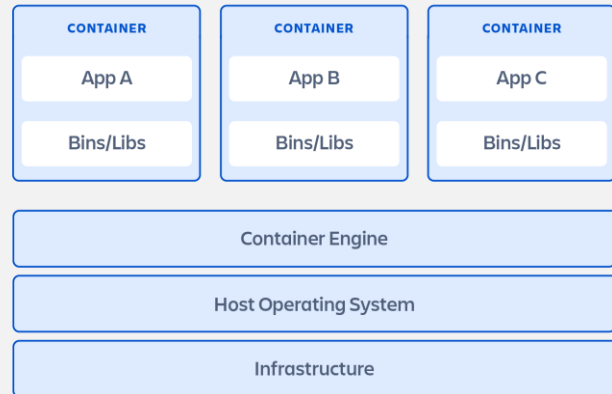 CONTAINER CONTAINER CONTAINER
App A App B App C
Bins/Libs Bins/Libs Bins/Libs
Container Engine
Host Operating System
Infrastructure